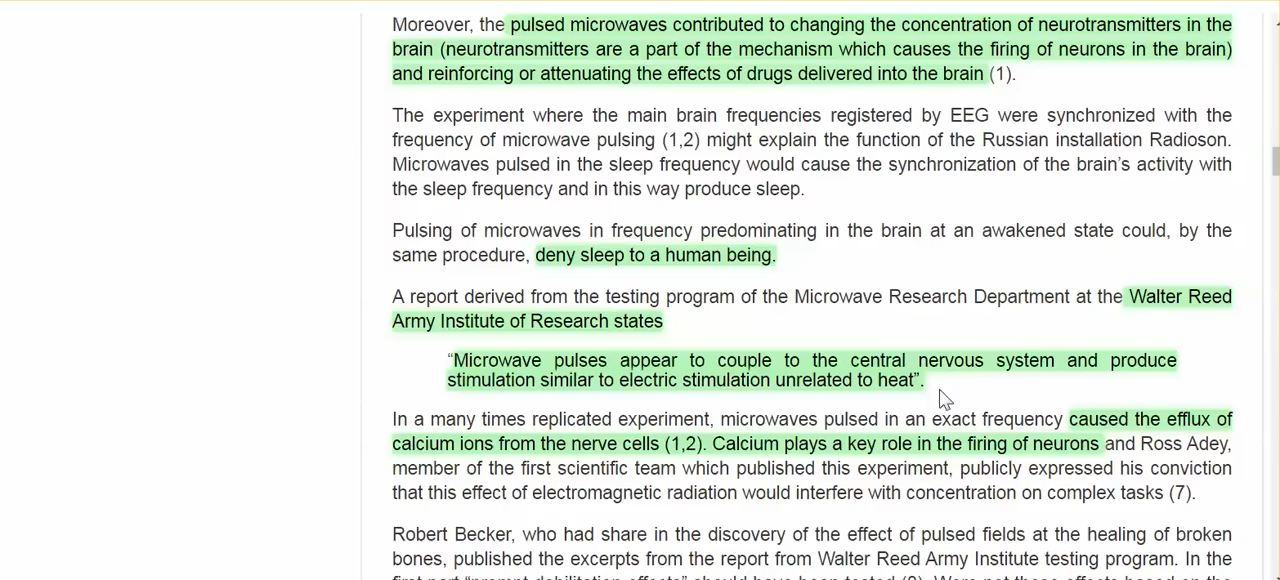 Moreover, the pulsed microwaves contributed to changing the concentration of neurotransmitters in the
brain (neurotransmitters are a part of the mechanism which causes the firing of neurons in the brain)
and reinforcing or attenuating the effects of drugs delivered into the brain (1).
The experiment where the main brain frequencies registered by EEG were synchronized with the
frequency of microwave pulsing (1,2) might explain the function of the Russian installation Radioson.
Microwaves pulsed in the sleep frequency would cause the synchronization of the brain's activity with
the sleep frequency and in this way produce sleep.
Pulsing of microwaves in frequency predominating in the brain at an awakened state could, by the
same procedure, deny sleep to a human being.
A report derived from the testing program of the Microwave Research Department at the Walter Reed
Army Institute of Research states
“Microwave pulses appear to couple to the central nervous system and produce
stimulation similar to electric stimulation unrelated to heat”.
In a many times replicated experiment, microwaves pulsed in an exact frequency caused the efflux of
calcium ions from the nerve cells (1,2). Calcium plays a key role in the firing of neurons and Ross Adey,
member of the first scientific team which published this experiment, publicly expressed his conviction
that this effect of electromagnetic radiation would interfere with concentration on complex tasks (7).
Robert Becker, who had share in the discovery of the effect of pulsed fields at the healing of broken
bones, published the excerpts from the report from Walter Reed Army Institute testing program. In the